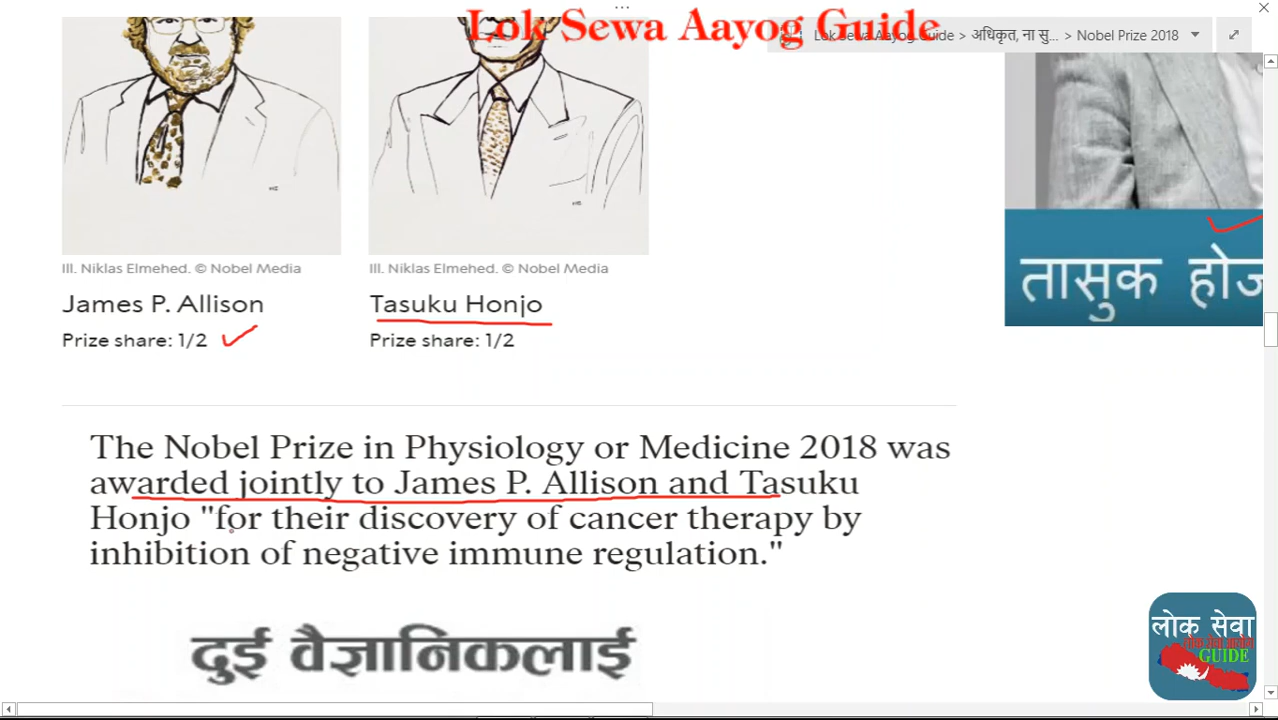 Lok Sewa Aayog Guide
Lok Sewa Aayog Guide > अधिकृत, ना सु... > Nobel Prize 2018
Ill. Niklas Elmehed. © Nobel Media
Ill. Niklas Elmehed. © Nobel Media
James P. Allison
Tasuku Honjo
Prize share: 1/2
Prize share: 1/2
तासुक होज
The Nobel Prize in Physiology or Medicine 2018 was
awarded jointly to James P. Allison and Tasuku
Honjo "for their discovery of cancer therapy by
inhibition of negative immune regulation."
दुई वैज्ञानिकलाई
लोक सेवा
लोक सेवा आयोग
GUIDE